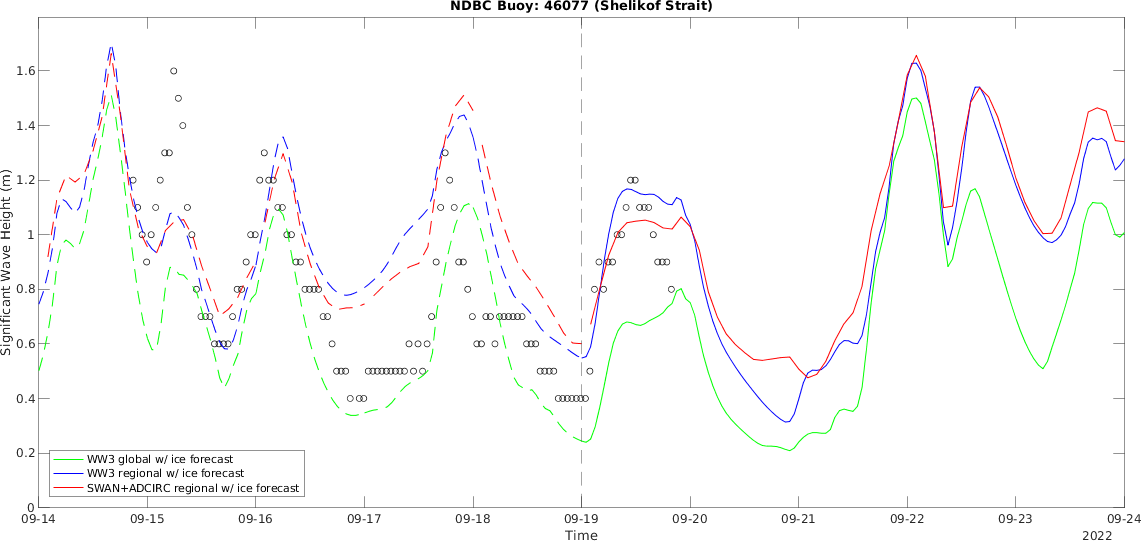 NDBC Buoy: 46077 (Shelikof Strait)
Significant Wave Height (m)
1.6
1.4
1.2
1
0.8
0.6
0.4
0.2
0
WW3 global w/ ice forecast
WW3 regional w/ ice forecast
SWAN+ADCIRC regional w/ ice forecast
09-14 09-15 09-16 09-17 09-18 09-19 09-20 09-21 09-22 09-23 09-24
Time
2022